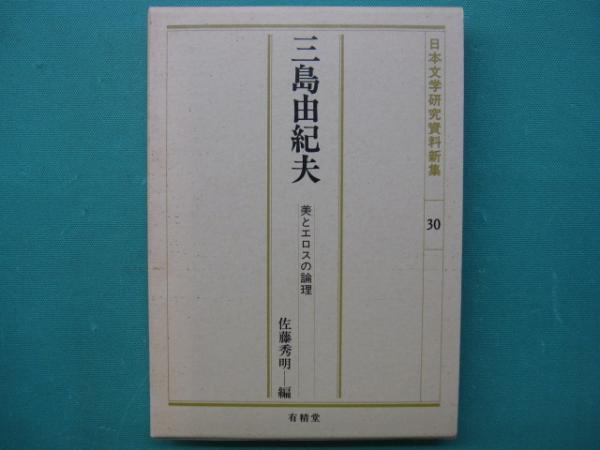 日本文学研究資料新集
30
三島由紀夫
美とエロスの論理
佐藤秀明―編
有精堂